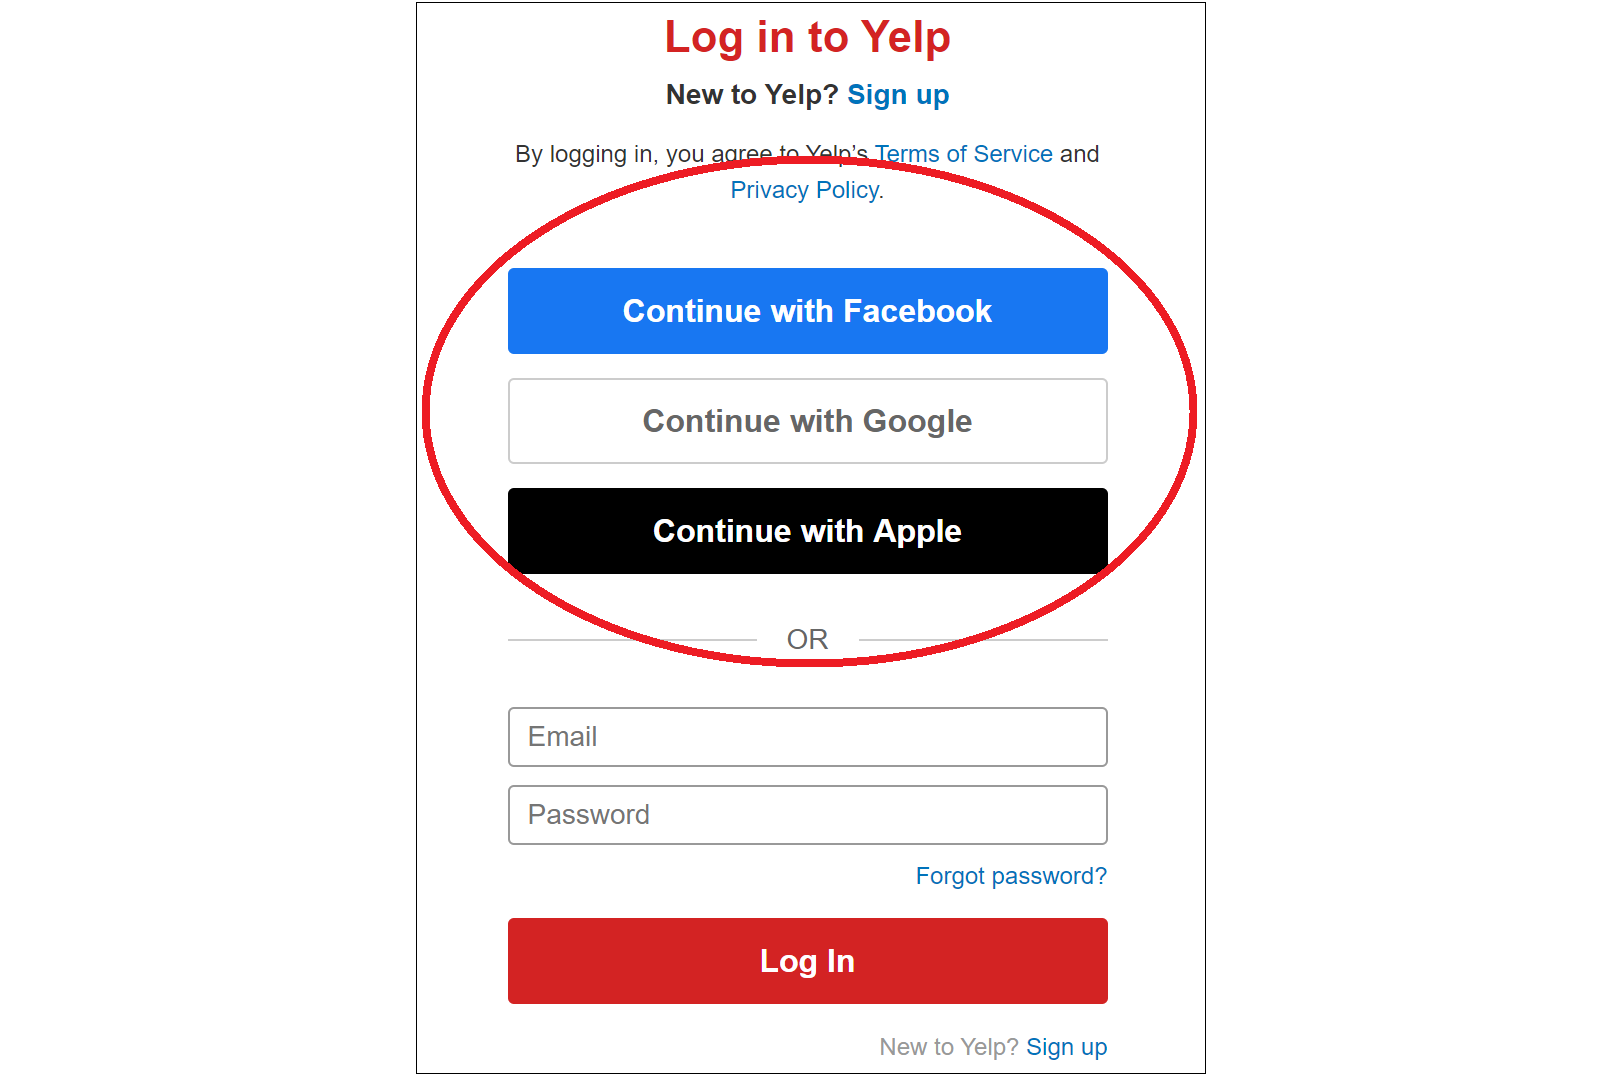 Log in to Yelp
New to Yelp? Sign up
By logging in, you agree to Yelp's Terms of Service and
Privacy Policy.
Continue with Facebook
Continue with Google
Continue with Apple
OR
Email
Password
Forgot password?
Log In
New to Yelp? Sign up